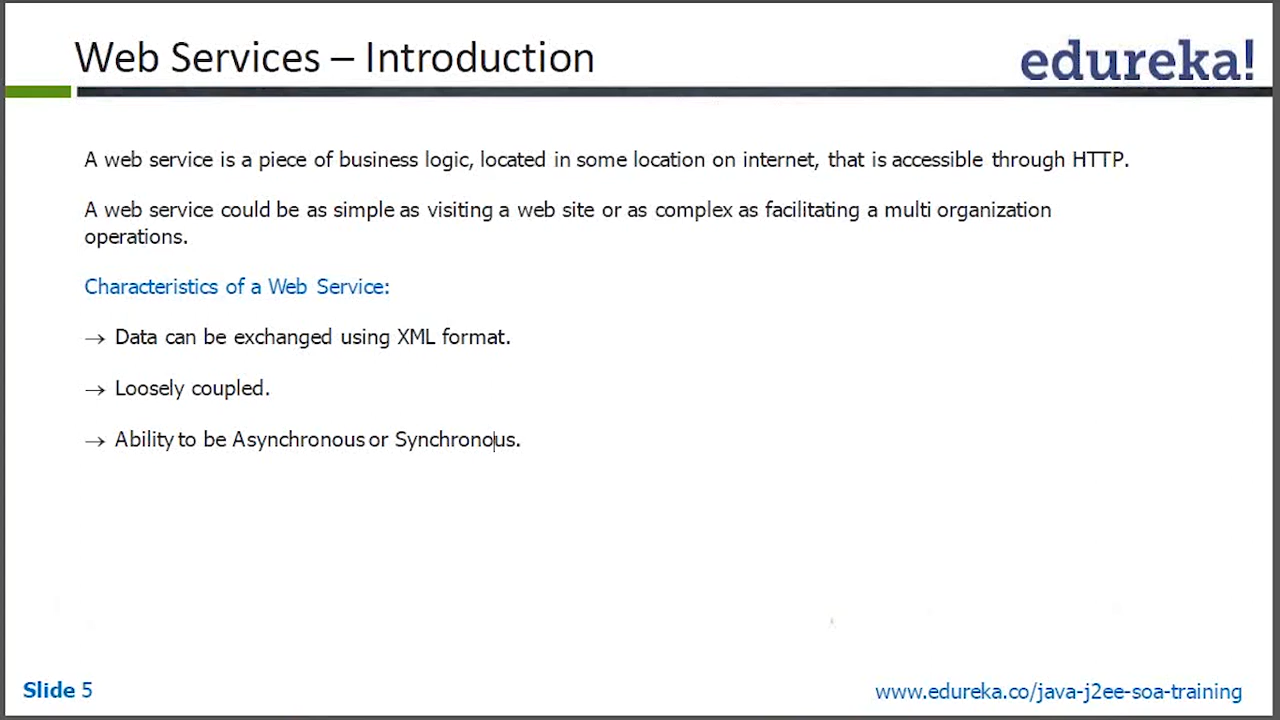 Web Services – Introduction
edureka!
A web service is a piece of business logic, located in some location on internet, that is accessible through HTTP.
A web service could be as simple as visiting a web site or as complex as facilitating a multi organization
operations.
Characteristics of a Web Service:
→ Data can be exchanged using XML format.
→ Loosely coupled.
→ Ability to be Asynchronous or Synchronous.
Slide 5
www.edureka.co/java-j2ee-soa-training